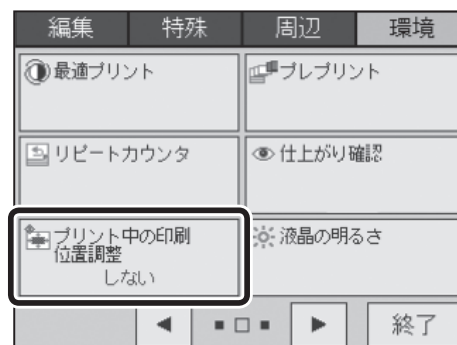 編集 特殊 周辺 環境
最適プリント プレプリント
リピートカウンタ 仕上がり確認
プリント中の印刷
位置調整
しない
液晶の明るさ
終了